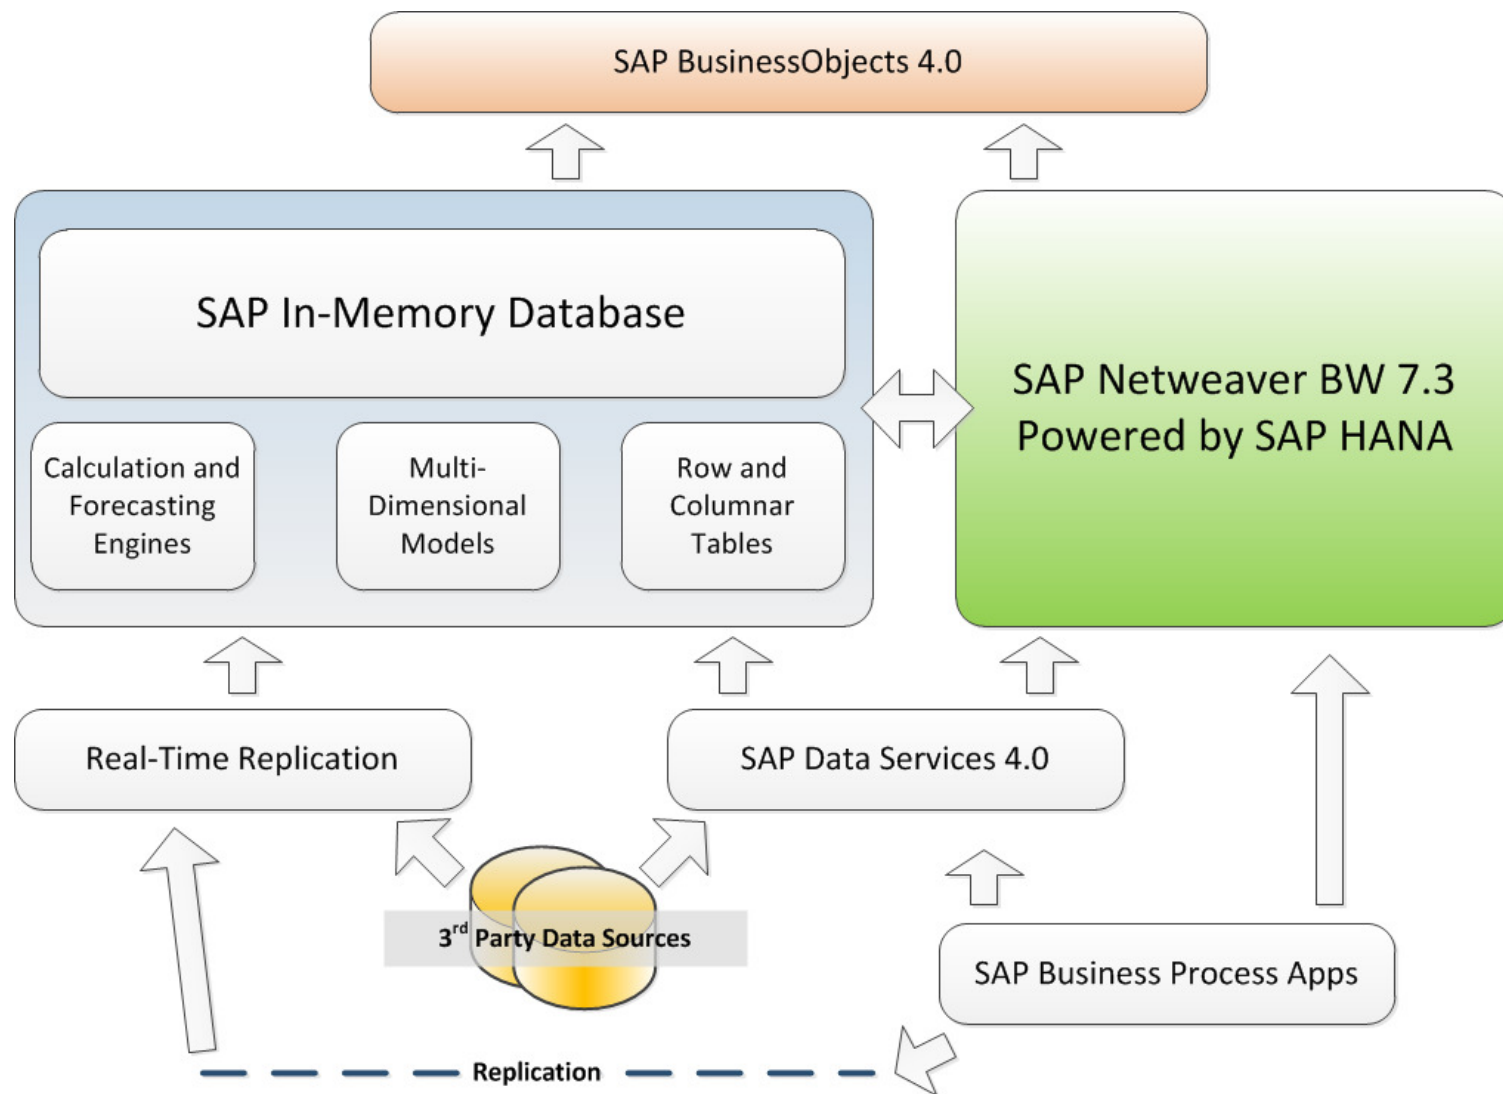 SAP BusinessObjects 4.0
SAP In-Memory Database
SAP Netweaver BW 7.3
Powered by SAP HANA
Calculation and
Forecasting
Engines
Multi-
Dimensional
Models
Row and
Columnar
Tables
Real-Time Replication
SAP Data Services 4.0
3rd Party Data Sources
SAP Business Process Apps
Replication